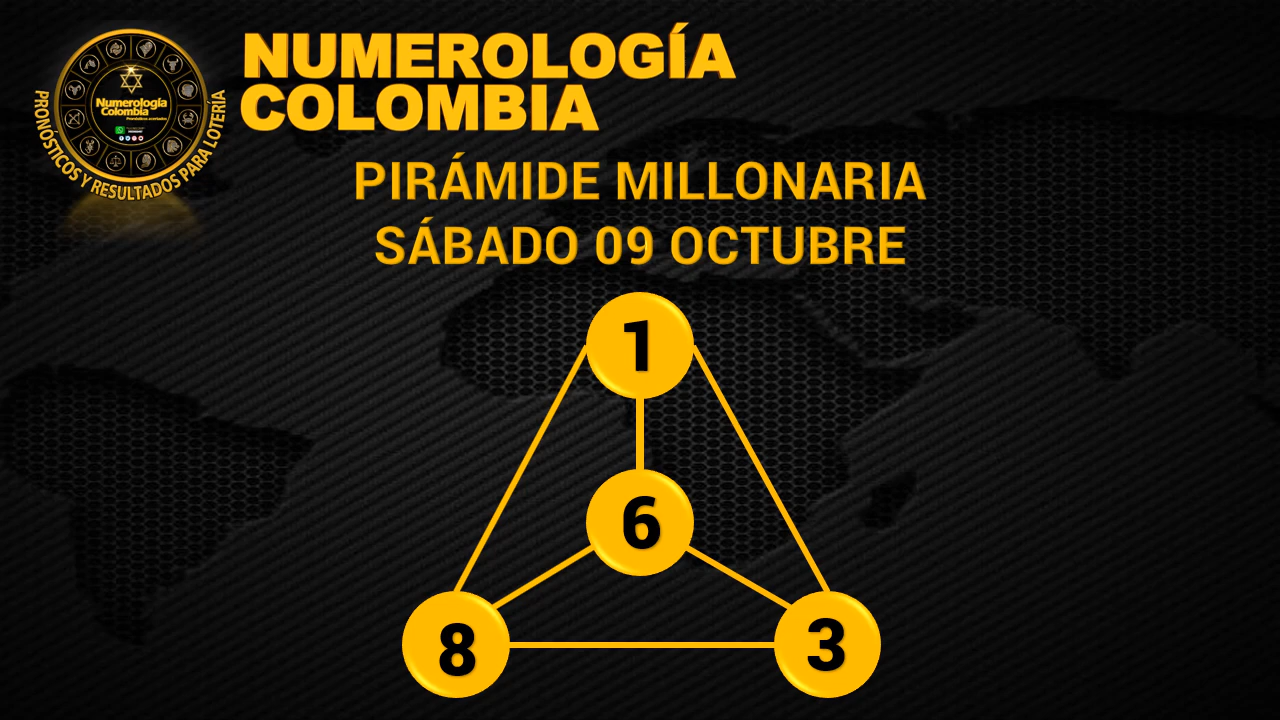 NUMEROLOGÍA
COLOMBIA
Numerología
Colombia
PRONÓSTICOS Y RESULTADOS PARA LOTERÍA
PIRÁMIDE MILLONARIA
SÁBADO 09 OCTUBRE
1
6
8
3